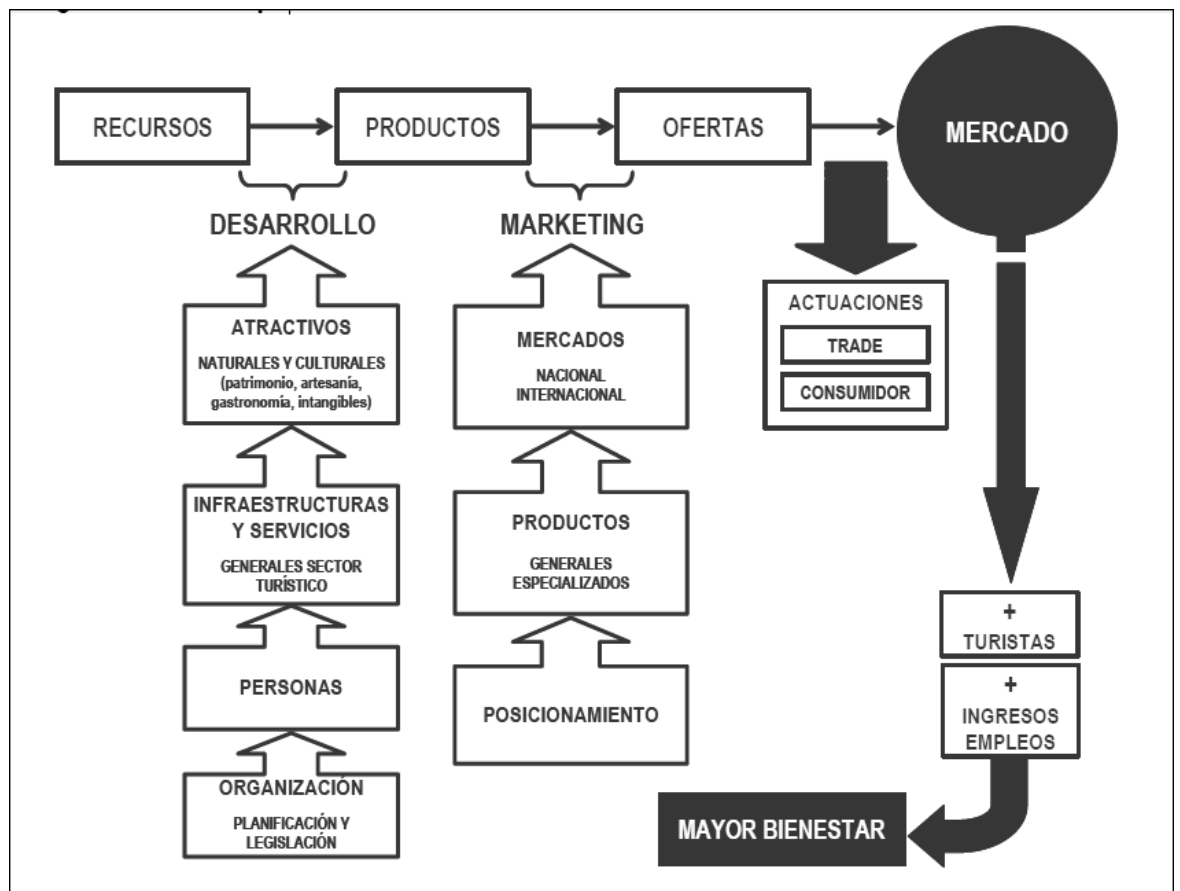 RECURSOS
PRODUCTOS
OFERTAS
MERCADO
DESARROLLO
MARKETING
ATRACTIVOS
NATURALES Y CULTURALES
(patrimonio, artesanía,
gastronomía, intangibles)
INFRAESTRUCTURAS
Y SERVICIOS
GENERALES SECTOR
TURÍSTICO
PERSONAS
ORGANIZACIÓN
PLANIFICACIÓN Y
LEGISLACIÓN
MERCADOS
NACIONAL
INTERNACIONAL
PRODUCTOS
GENERALES
ESPECIALIZADOS
POSICIONAMIENTO
ACTUACIONES
TRADE
CONSUMIDOR
+
TURISTAS
+
INGRESOS
EMPLEOS
MAYOR BIENESTAR